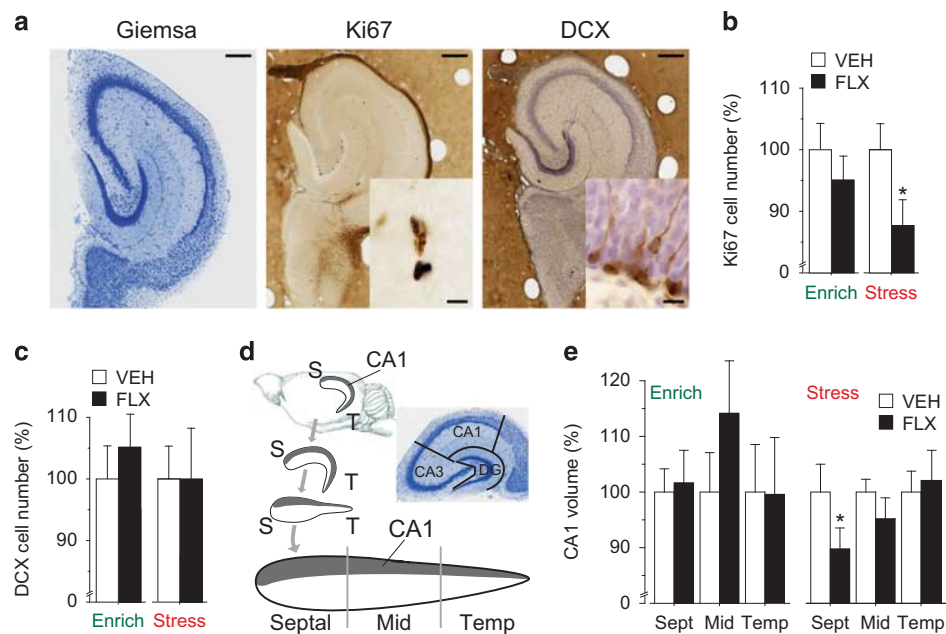 a
Giemsa
Ki67
DCX
b
VEH
FLX
Ki67 cell number (%)
110
100
90
0
*
Enrich
Stress
c
VEH
FLX
DCX cell number (%)
110
100
90
0
Enrich
Stress
d
S
CA1
T
S
T
S
T
CA1
CA3
DG
CA1
Septal
Mid
Temp
e
Enrich
Stress
VEH
FLX
CA1 volume (%)
120
110
100
90
0
*
Sept Mid Temp
Sept Mid Temp